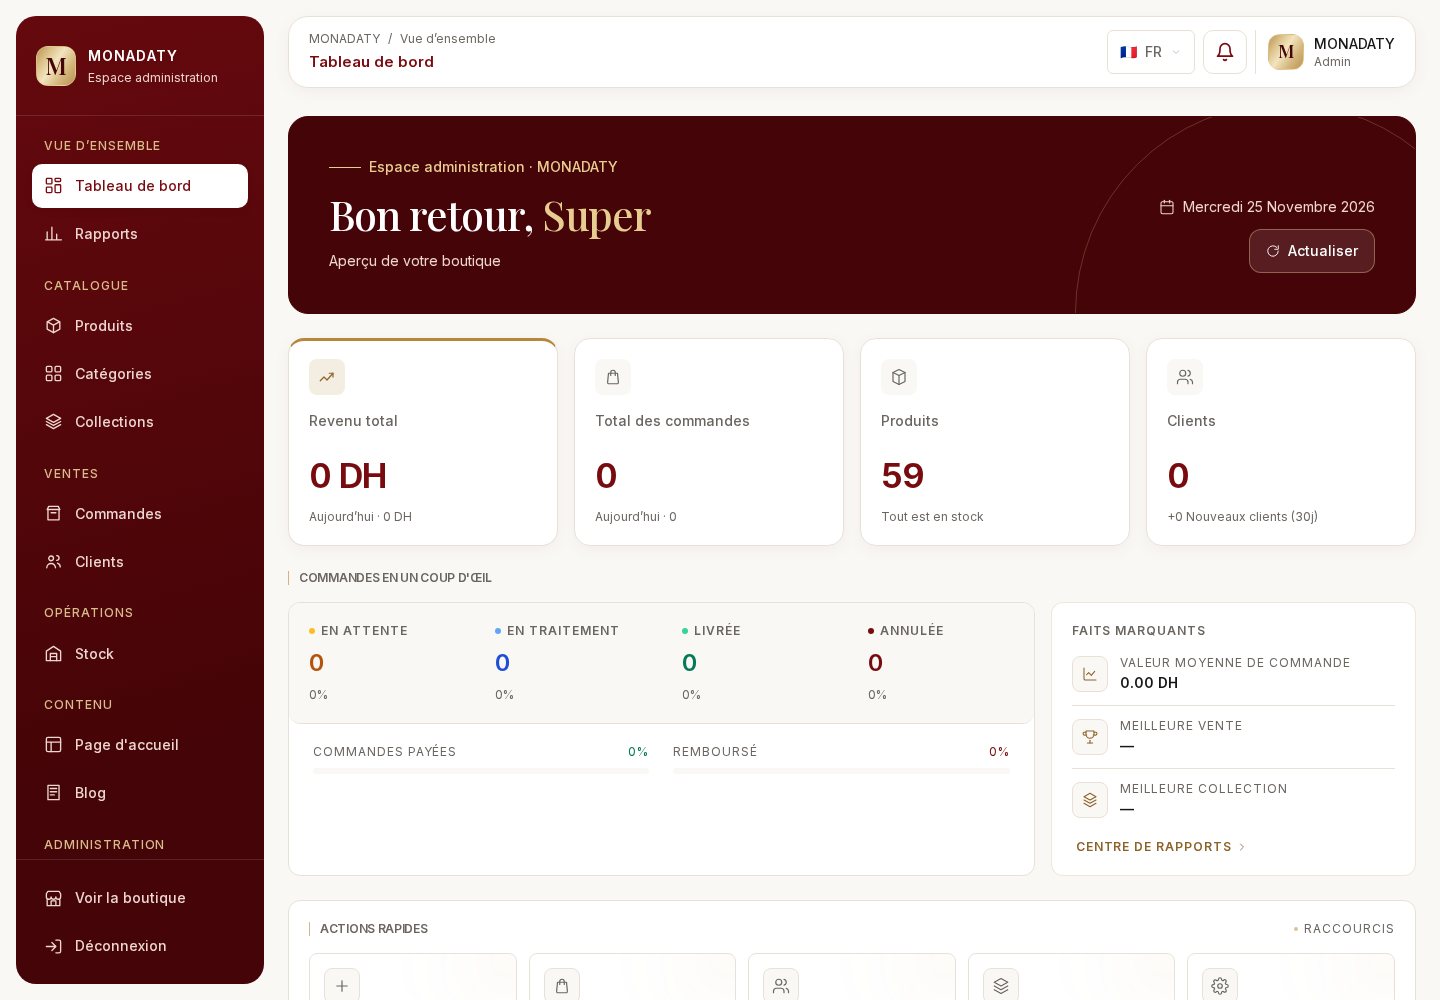 M
MONADATY
Espace administration
VUE D’ENSEMBLE
Tableau de bord
Rapports
CATALOGUE
Produits
Catégories
Collections
VENTES
Commandes
Clients
OPÉRATIONS
Stock
CONTENU
Page d'accueil
Blog
ADMINISTRATION
Voir la boutique
Déconnexion
MONADATY / Vue d’ensemble
Tableau de bord
FR
M
MONADATY
Admin
Espace administration · MONADATY
Bon retour, Super
Aperçu de votre boutique
Mercredi 25 Novembre 2026
Actualiser
Revenu total
0 DH
Aujourd’hui · 0 DH
Total des commandes
0
Aujourd’hui · 0
Produits
59
Tout est en stock
Clients
0
+0 Nouveaux clients (30j)
COMMANDES EN UN COUP D'ŒIL
EN ATTENTE
0
0%
EN TRAITEMENT
0
0%
LIVRÉE
0
0%
ANNULÉE
0
0%
COMMANDES PAYÉES 0%
REMBOURSÉ 0%
FAITS MARQUANTS
VALEUR MOYENNE DE COMMANDE
0.00 DH
MEILLEURE VENTE
—
MEILLEURE COLLECTION
—
CENTRE DE RAPPORTS
ACTIONS RAPIDES
RACCOURCIS